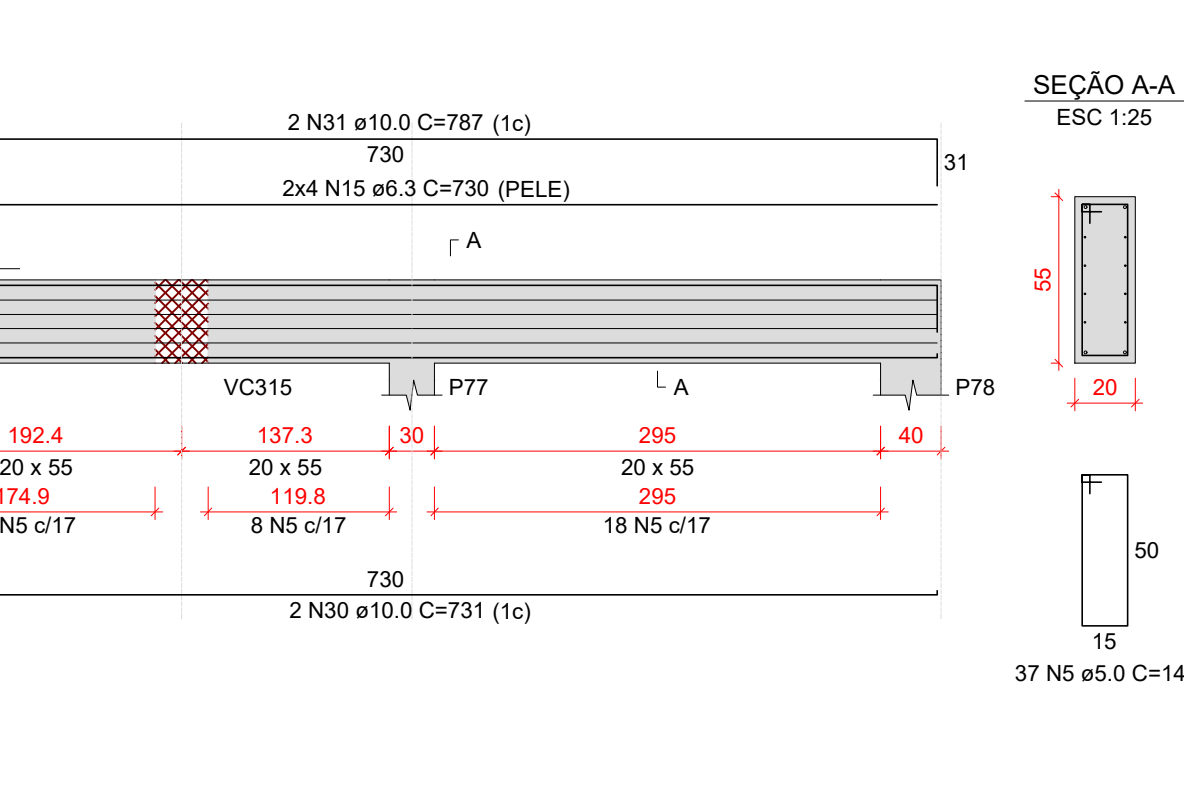 SEÇÃO A-A
ESC 1:25
2 N31 ø10.0 C=787 (1c)
730
31
2x4 N15 ø6.3 C=730 (PELE)
A
55
20
VC315
P77
A
P78
192.4
137.3
30
295
40
20 x 55
20 x 55
20 x 55
174.9
119.8
295
N5 c/17
8 N5 c/17
18 N5 c/17
50
730
2 N30 ø10.0 C=731 (1c)
15
37 N5 ø5.0 C=14